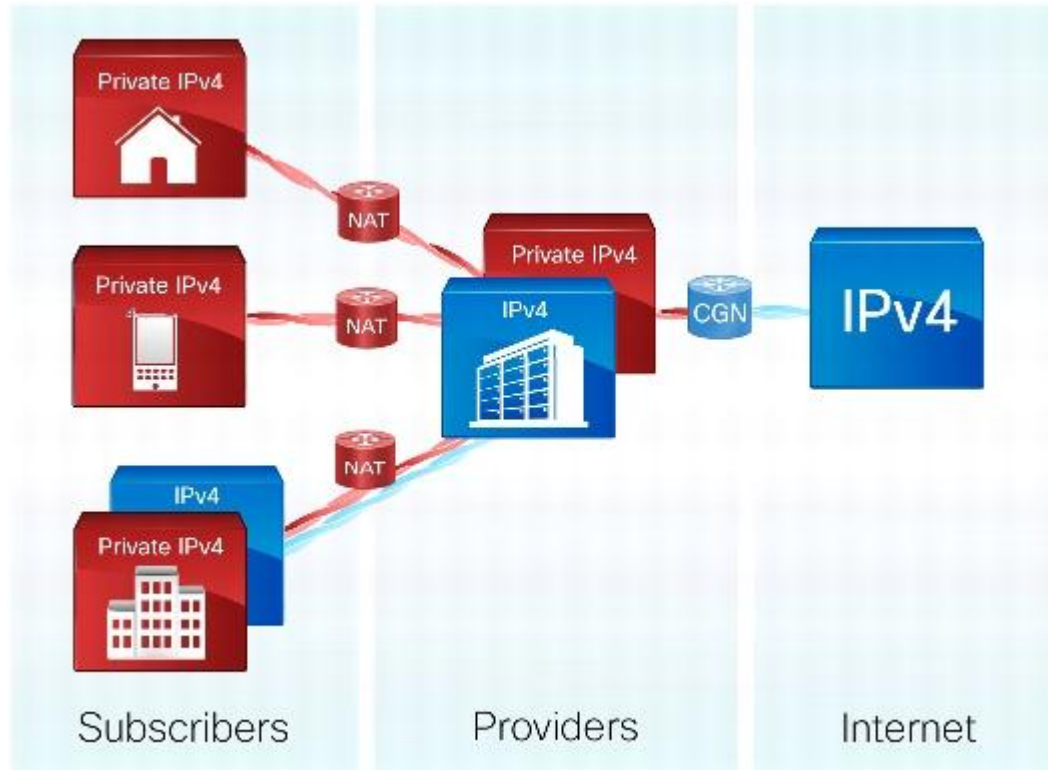 Private IPv4
NAT
Private IPv4
NAT
Private IPv4
IPv4
CGN
IPv4
NAT
IPv4
Private IPv4
Subscribers
Providers
Internet